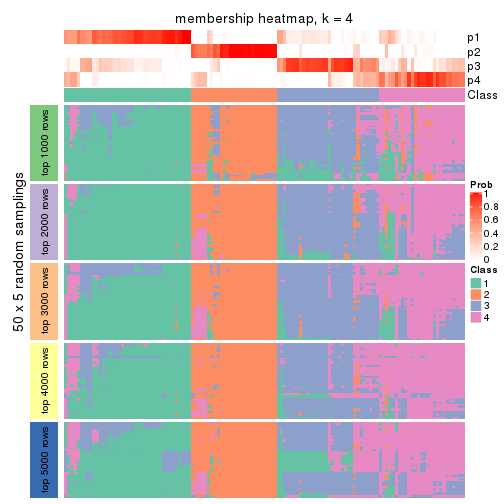 membership heatmap, k = 4
p1
p2
p3
p4
Class
50 x 5 random samplings
top 1000 rows
top 2000 rows
top 3000 rows
top 4000 rows
top 5000 rows
Prob
1
0.8
0.6
0.4
0.2
0
Class
1
2
3
4